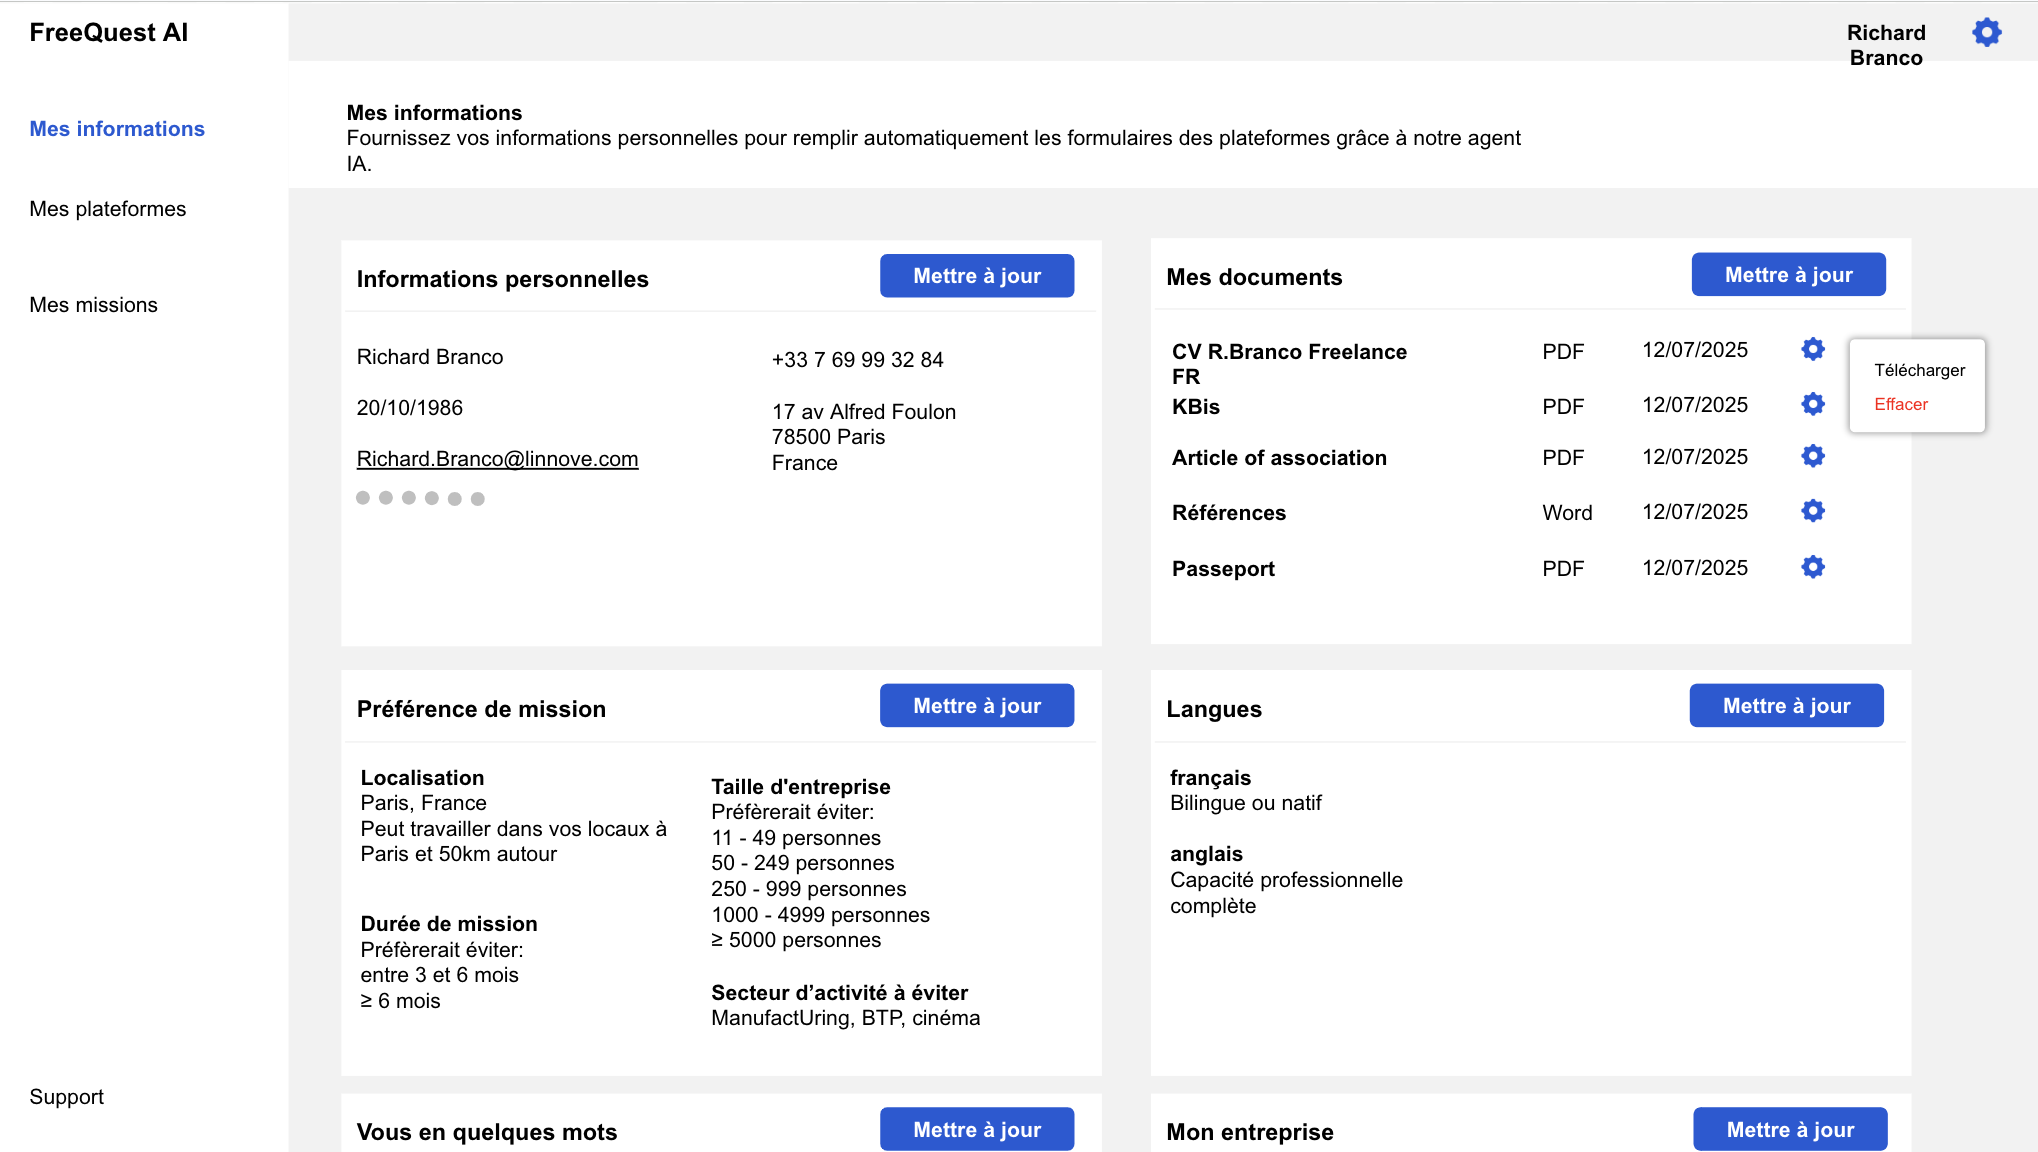 FreeQuest AI
Richard
Branco
Mes informations
Mes plateformes
Mes missions
Support
Mes informations
Fournissez vos informations personnelles pour remplir automatiquement les formulaires des plateformes grâce à notre agent
IA.
Informations personnelles
Mettre à jour
Richard Branco
20/10/1986
Richard.Branco@linnove.com
+33 7 69 99 32 84
17 av Alfred Foulon
78500 Paris
France
Mes documents
Mettre à jour
CV R.Branco Freelance
FR
PDF 12/07/2025
KBis PDF 12/07/2025
Article of association PDF 12/07/2025
Références Word 12/07/2025
Passeport PDF 12/07/2025
Télécharger
Effacer
Préférence de mission
Mettre à jour
Localisation
Paris, France
Peut travailler dans vos locaux à
Paris et 50km autour
Durée de mission
Préfèrerait éviter:
entre 3 et 6 mois
≥ 6 mois
Taille d'entreprise
Préfèrerait éviter:
11 - 49 personnes
50 - 249 personnes
250 - 999 personnes
1000 - 4999 personnes
≥ 5000 personnes
Secteur d’activité à éviter
ManufactUring, BTP, cinéma
Langues
Mettre à jour
français
Bilingue ou natif
anglais
Capacité professionnelle
complète
Vous en quelques mots
Mettre à jour
Mon entreprise
Mettre à jour